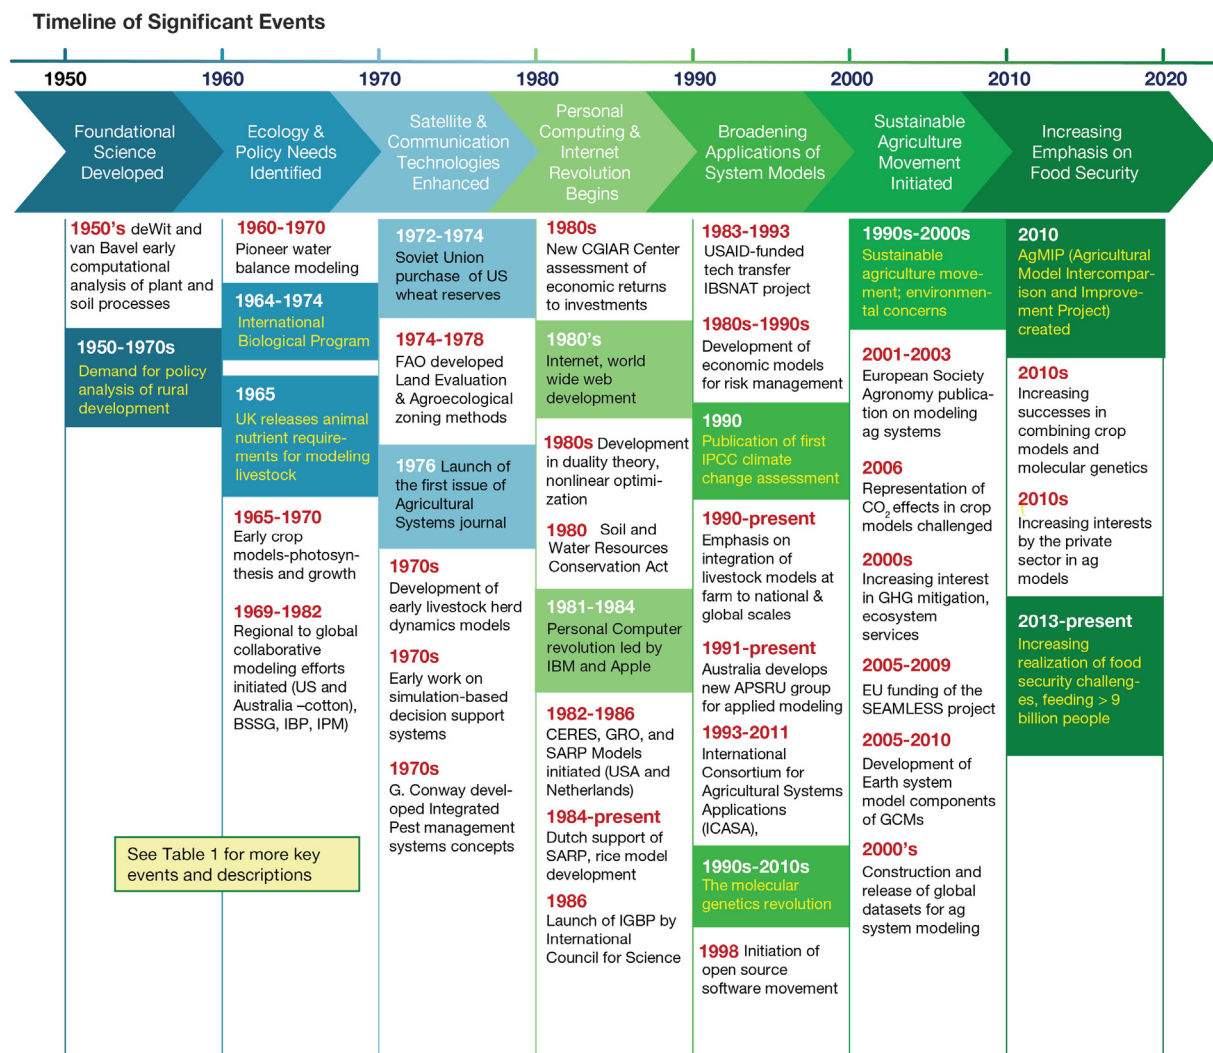 Timeline of Significant Events
1950
1960
1970
1980
1990
2000
2010
2020
Foundational
Science
Developed
Ecology &
Policy Needs
Identified
Satellite &
Communication
Technologies
Enhanced
Personal
Computing &
Internet
Revolution
Begins
Broadening
Applications of
System Models
Sustainable
Agriculture
Movement
Initiated
Increasing
Emphasis on
Food Security
1950's deWit and
van Bavel early
computational
analysis of plant and
soil processes
1950-1970s
Demand for policy
analysis of rural
development
1960-1970
Pioneer water
balance modeling
1964-1974
International
Biological Program
1965
UK releases animal
nutrient require-
ments for modeling
livestock
1965-1970
Early crop
models-photosyn-
thesis and growth
1969-1982
Regional to global
collaborative
modeling efforts
initiated (US and
Australia –cotton),
BSSG, IBP, IPM)
1972-1974
Soviet Union
purchase of US
wheat reserves
1974-1978
FAO developed
Land Evaluation
& Agroecological
zoning methods
1976 Launch of
the first issue of
Agricultural
Systems journal
1970s
Development of
early livestock herd
dynamics models
1970s
Early work on
simulation-based
decision support
systems
1970s
G. Conway devel-
oped Integrated
Pest management
systems concepts
1980s
New CGIAR Center
assessment of
economic returns
to investments
1980's
Internet, world
wide web
development
1980s Development
in duality theory,
nonlinear optimi-
zation
1980 Soil and
Water Resources
Conservation Act
1981-1984
Personal Computer
revolution led by
IBM and Apple
1982-1986
CERES, GRO, and
SARP Models
initiated (USA and
Netherlands)
1984-present
Dutch support of
SARP, rice model
development
1986
Launch of IGBP by
International
Council for Science
1983-1993
USAID-funded
tech transfer
IBSNAT project
1980s-1990s
Development of
economic models
for risk management
1990
Publication of first
IPCC climate
change assessment
1990-present
Emphasis on
integration of
livestock models at
farm to national &
global scales
1991-present
Australia develops
new APSRU group
for applied modeling
1993-2011
International
Consortium for
Agricultural Systems
Applications
(ICASA),
1990s-2010s
The molecular
genetics revolution
1998 Initiation of
open source
software movement
1990s-2000s
Sustainable
agriculture move-
ment; environmen-
tal concerns
2001-2003
European Society
Agronomy publica-
tion on modeling
ag systems
2006
Representation of
CO2 effects in crop
models challenged
2000s
Increasing interest
in GHG mitigation,
ecosystem
services
2005-2009
EU funding of the
SEAMLESS project
2005-2010
Development of
Earth system
model components
of GCMs
2000's
Construction and
release of global
datasets for ag
system modeling
2010
AgMIP (Agricultural
Model Intercompar-
ison and Improve-
ment Project)
created
2010s
Increasing
successes in
combining crop
models and
molecular genetics
2010s
Increasing interests
by the private
sector in ag
models
2013-present
Increasing
realization of food
security challeng-
es, feeding > 9
billion people
See Table 1 for more key
events and descriptions